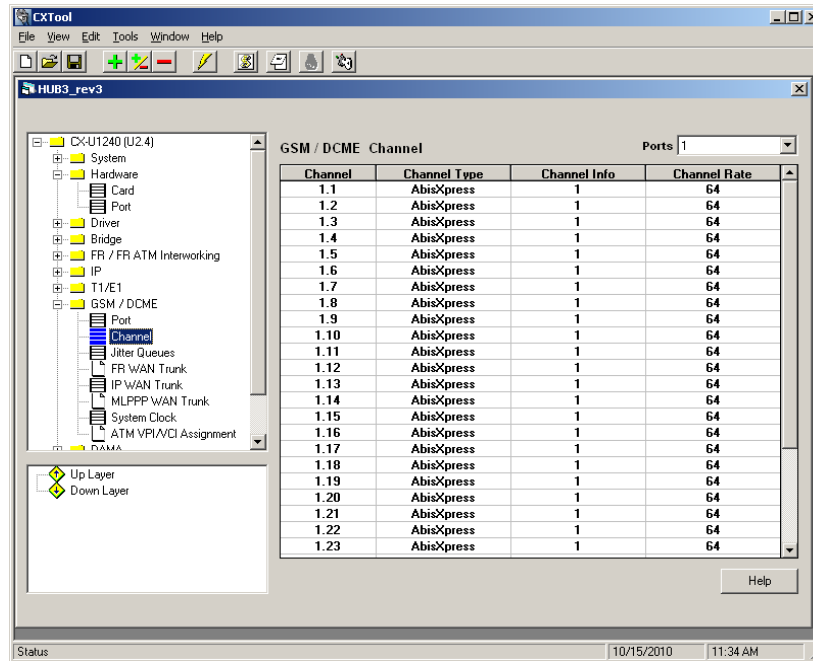 CXTool
File View Edit Tools Window Help
HUB3_rev3
CX-U1240 (U2.4)
System
Hardware
Card
Port
Driver
Bridge
FR / FR ATM Interworking
IP
T1/E1
GSM / DCME
Port
Channel
Jitter Queues
FR WAN Trunk
IP WAN Trunk
MLPPP WAN Trunk
System Clock
ATM VPI/VCI Assignment
DAMA
Up Layer
Down Layer
GSM / DCME Channel Ports 1
Channel Channel Type Channel Info Channel Rate
1.1 AbisXpress 1 64
1.2 AbisXpress 1 64
1.3 AbisXpress 1 64
1.4 AbisXpress 1 64
1.5 AbisXpress 1 64
1.6 AbisXpress 1 64
1.7 AbisXpress 1 64
1.8 AbisXpress 1 64
1.9 AbisXpress 1 64
1.10 AbisXpress 1 64
1.11 AbisXpress 1 64
1.12 AbisXpress 1 64
1.13 AbisXpress 1 64
1.14 AbisXpress 1 64
1.15 AbisXpress 1 64
1.16 AbisXpress 1 64
1.17 AbisXpress 1 64
1.18 AbisXpress 1 64
1.19 AbisXpress 1 64
1.20 AbisXpress 1 64
1.21 AbisXpress 1 64
1.22 AbisXpress 1 64
1.23 AbisXpress 1 64
Help
Status 10/15/2010 11:34 AM